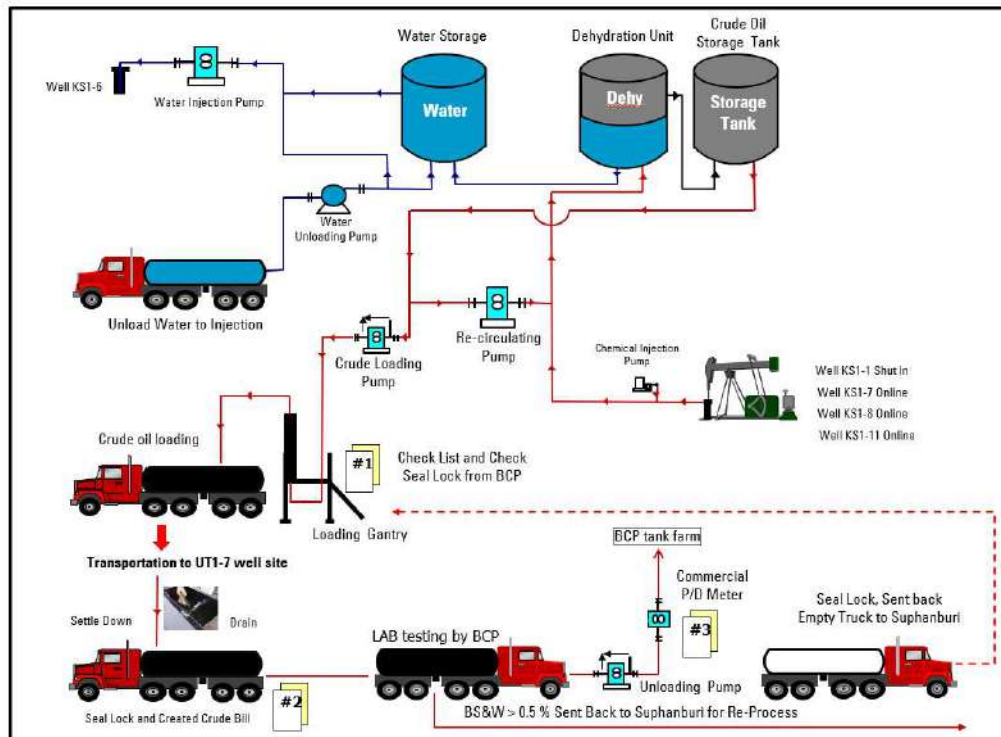 Water Storage
Dehydration Unit
Crude Oil
Storage Tank
Well KS1-6
Water Injection Pump
Water
Dehy
Storage
Tank
Water
Unloading Pump
Unload Water to Injection
Crude Loading
Pump
Re-circulating
Pump
Chemical Injection
Pump
Well KS1-1 Shut In
Well KS1-7 Online
Well KS1-8 Online
Well KS1-11 Online
Crude oil loading
#1
Check List and Check
Seal Lock from BCP
Loading Gantry
Transportation to UT1-7 well site
BCP tank farm
Commercial
P/D Meter
#3
Seal Lock, Sent back
Empty Truck to Suphanburi
Settle Down
Drain
LAB testing by BCP
Unloading Pump
#2
Seal Lock and Created Crude Bill
BS&W > 0.5 % Sent Back to Suphanburi for Re-Process